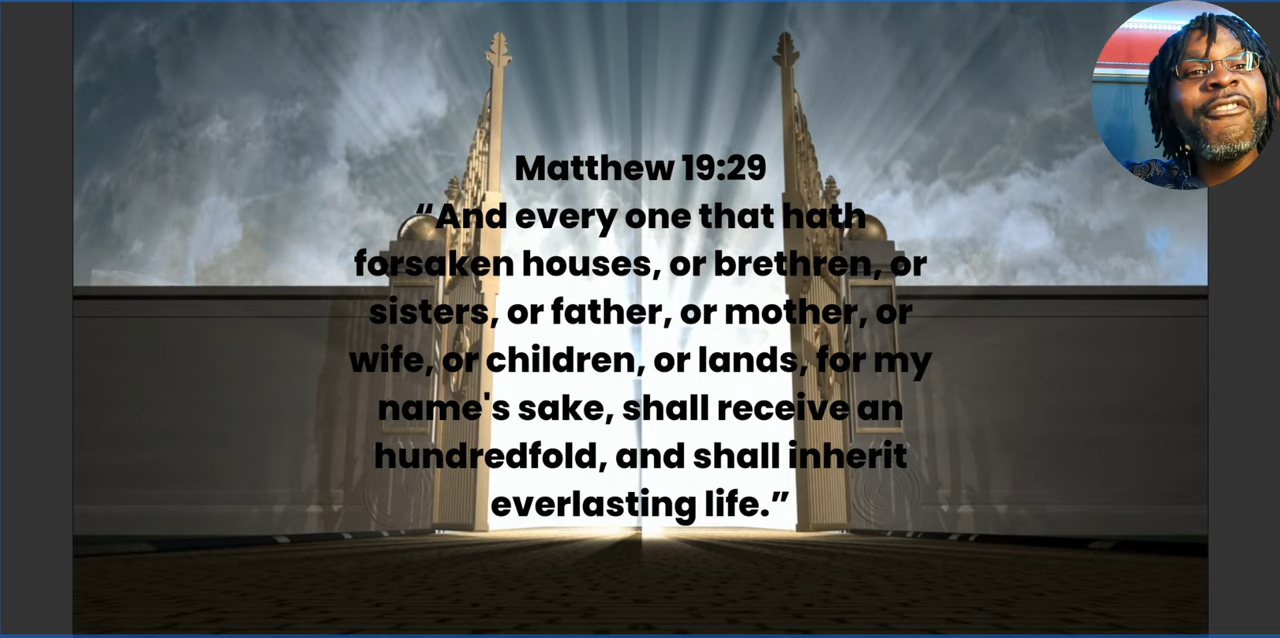 Matthew 19:29
“And every one that hath
forsaken houses, or brethren, or
sisters, or father, or mother, or
wife, or children, or lands, for my
name's sake, shall receive an
hundredfold, and shall inherit
everlasting life.”